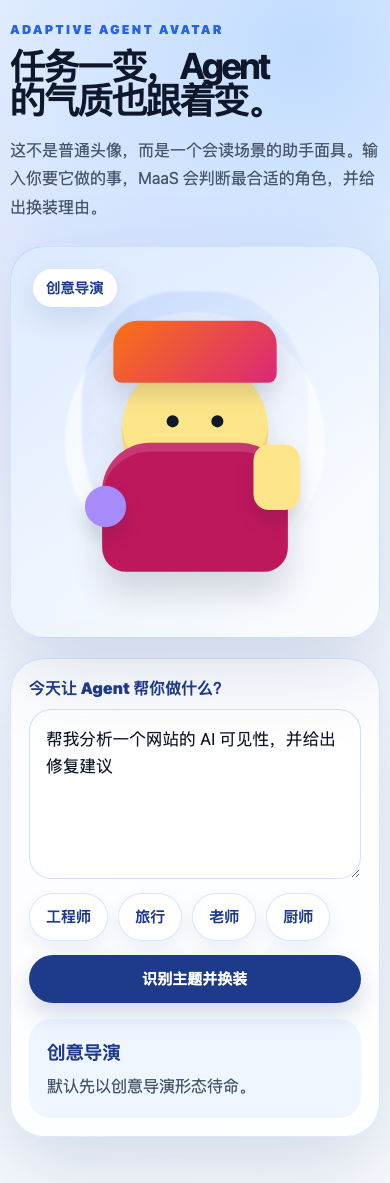 ADAPTIVE AGENT AVATAR
任务一变，Agent
的气质也跟着变。
这不是普通头像，而是一个会读场景的助手面具。输
入你要它做的事，MaaS 会判断最合适的角色，并给
出换装理由。
创意导演
今天让 Agent 帮你做什么?
帮我分析一个网站的 AI 可见性，并给出
修复建议
工程师 旅行 老师 厨师
识别主题并换装
创意导演
默认先以创意导演形态待命。